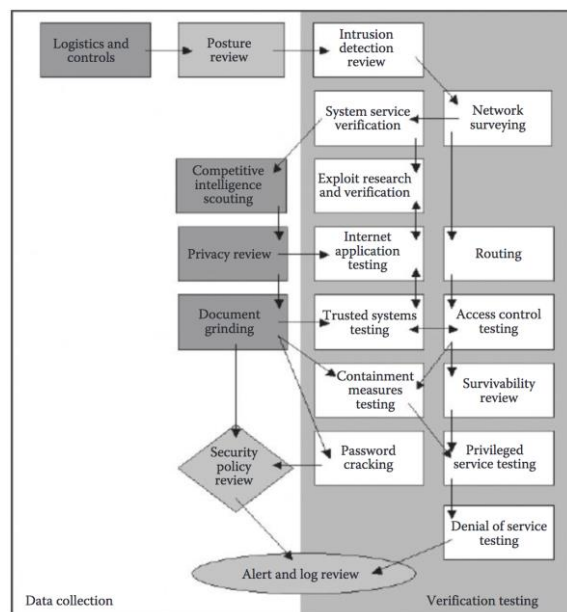 Logistics and
controls
Posture
review
Intrusion
detection
review
System service
verification
Network
surveying
Competitive
intelligence
scouting
Exploit research
and verification
Privacy review
Internet
application
testing
Routing
Document
grinding
Trusted systems
testing
Access control
testing
Containment
measures
testing
Survivability
review
Security
policy
review
Password
cracking
Privileged
service testing
Denial of service
testing
Alert and log review
Data collection
Verification testing